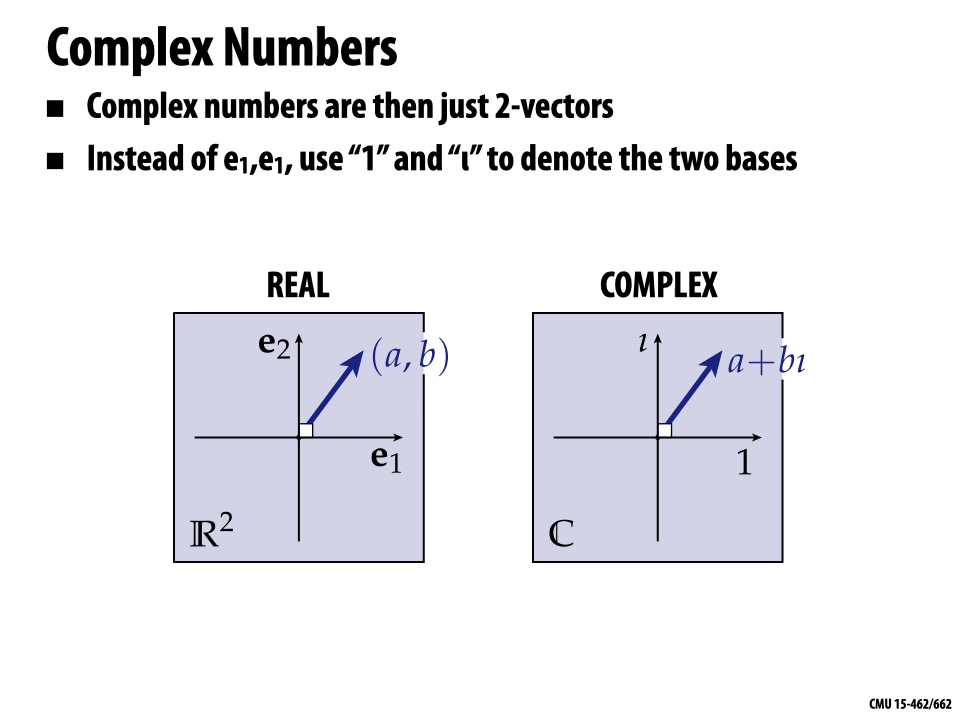 Complex Numbers
■ Complex numbers are then just 2-vectors
■ Instead of e₁,e₁, use “1” and “ι” to denote the two bases
REAL
e₂
(a, b)
e₁
ℝ²
COMPLEX
ι
a+bι
1
ℂ
CMU 15-462/662